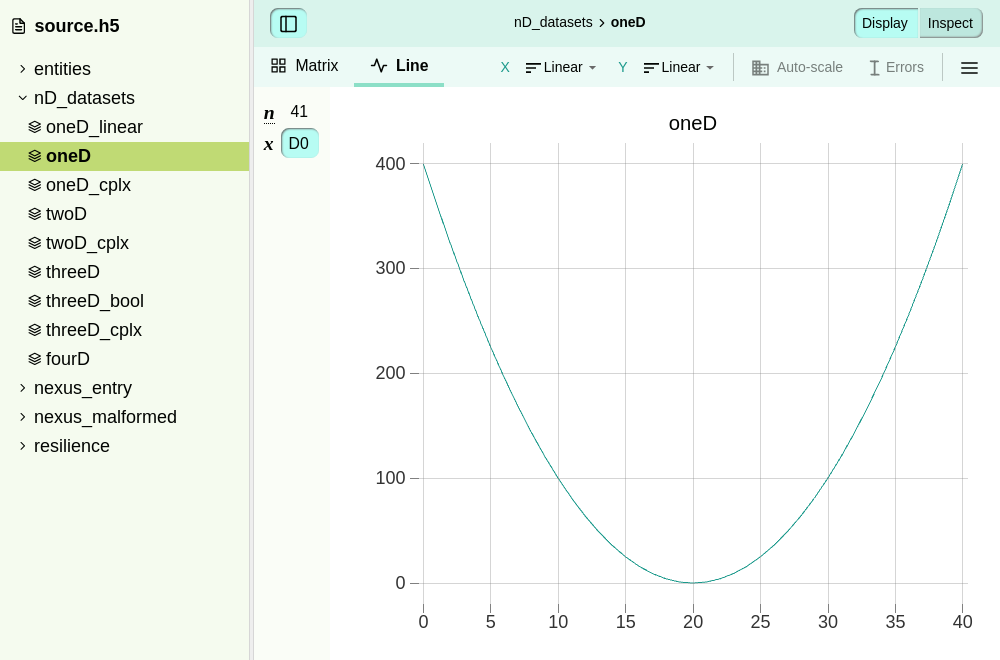 source.h5
entities
nD_datasets
oneD_linear
oneD
oneD_cplx
twoD
twoD_cplx
threeD
threeD_bool
threeD_cplx
fourD
nexus_entry
nexus_malformed
resilience
nD_datasets › oneD
Display Inspect
Matrix Line X Linear Y Linear Auto-scale Errors
n 41
x D0
oneD
400
300
200
100
0
0 5 10 15 20 25 30 35 40